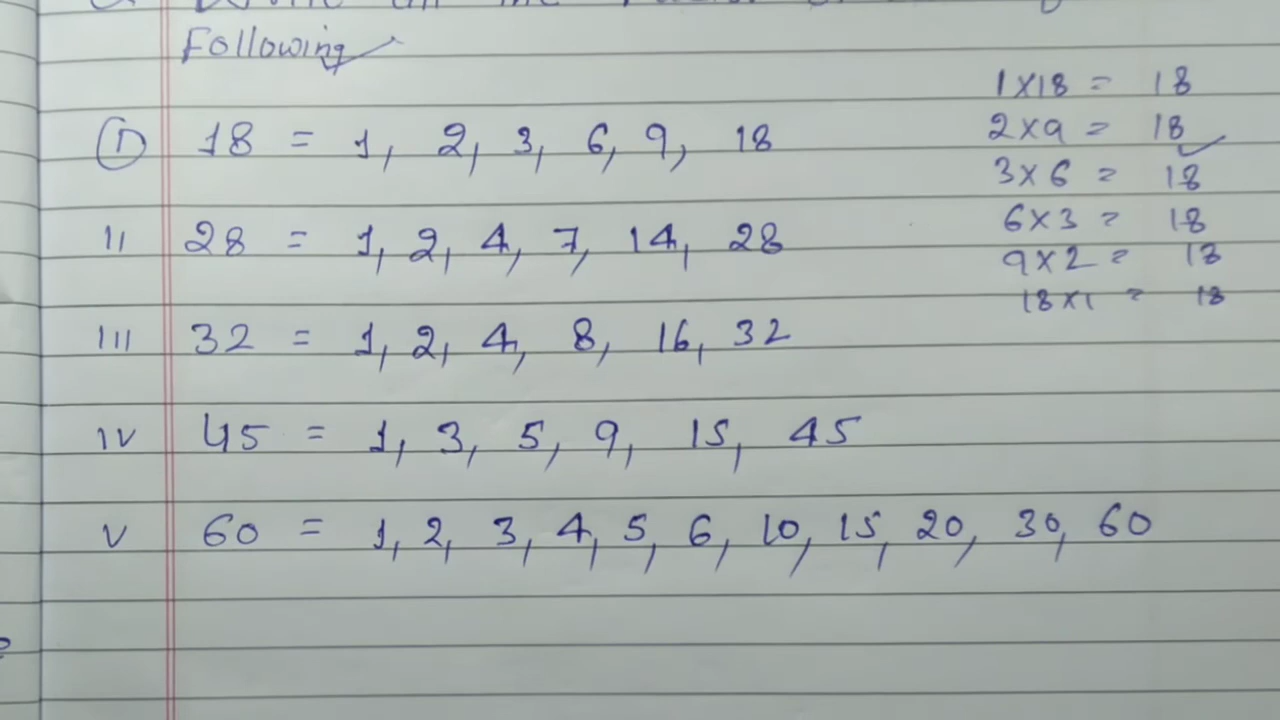 Following
I 18 = 1, 2, 3, 6, 9, 18
II 28 = 1, 2, 4, 7, 14, 28
III 32 = 1, 2, 4, 8, 16, 32
IV 45 = 1, 3, 5, 9, 15, 45
V 60 = 1, 2, 3, 4, 5, 6, 10, 15, 20, 30, 60
1 × 18 = 18
2 × 9 = 18
3 × 6 = 18
6 × 3 = 18
9 × 2 = 18
18 × 1 = 18